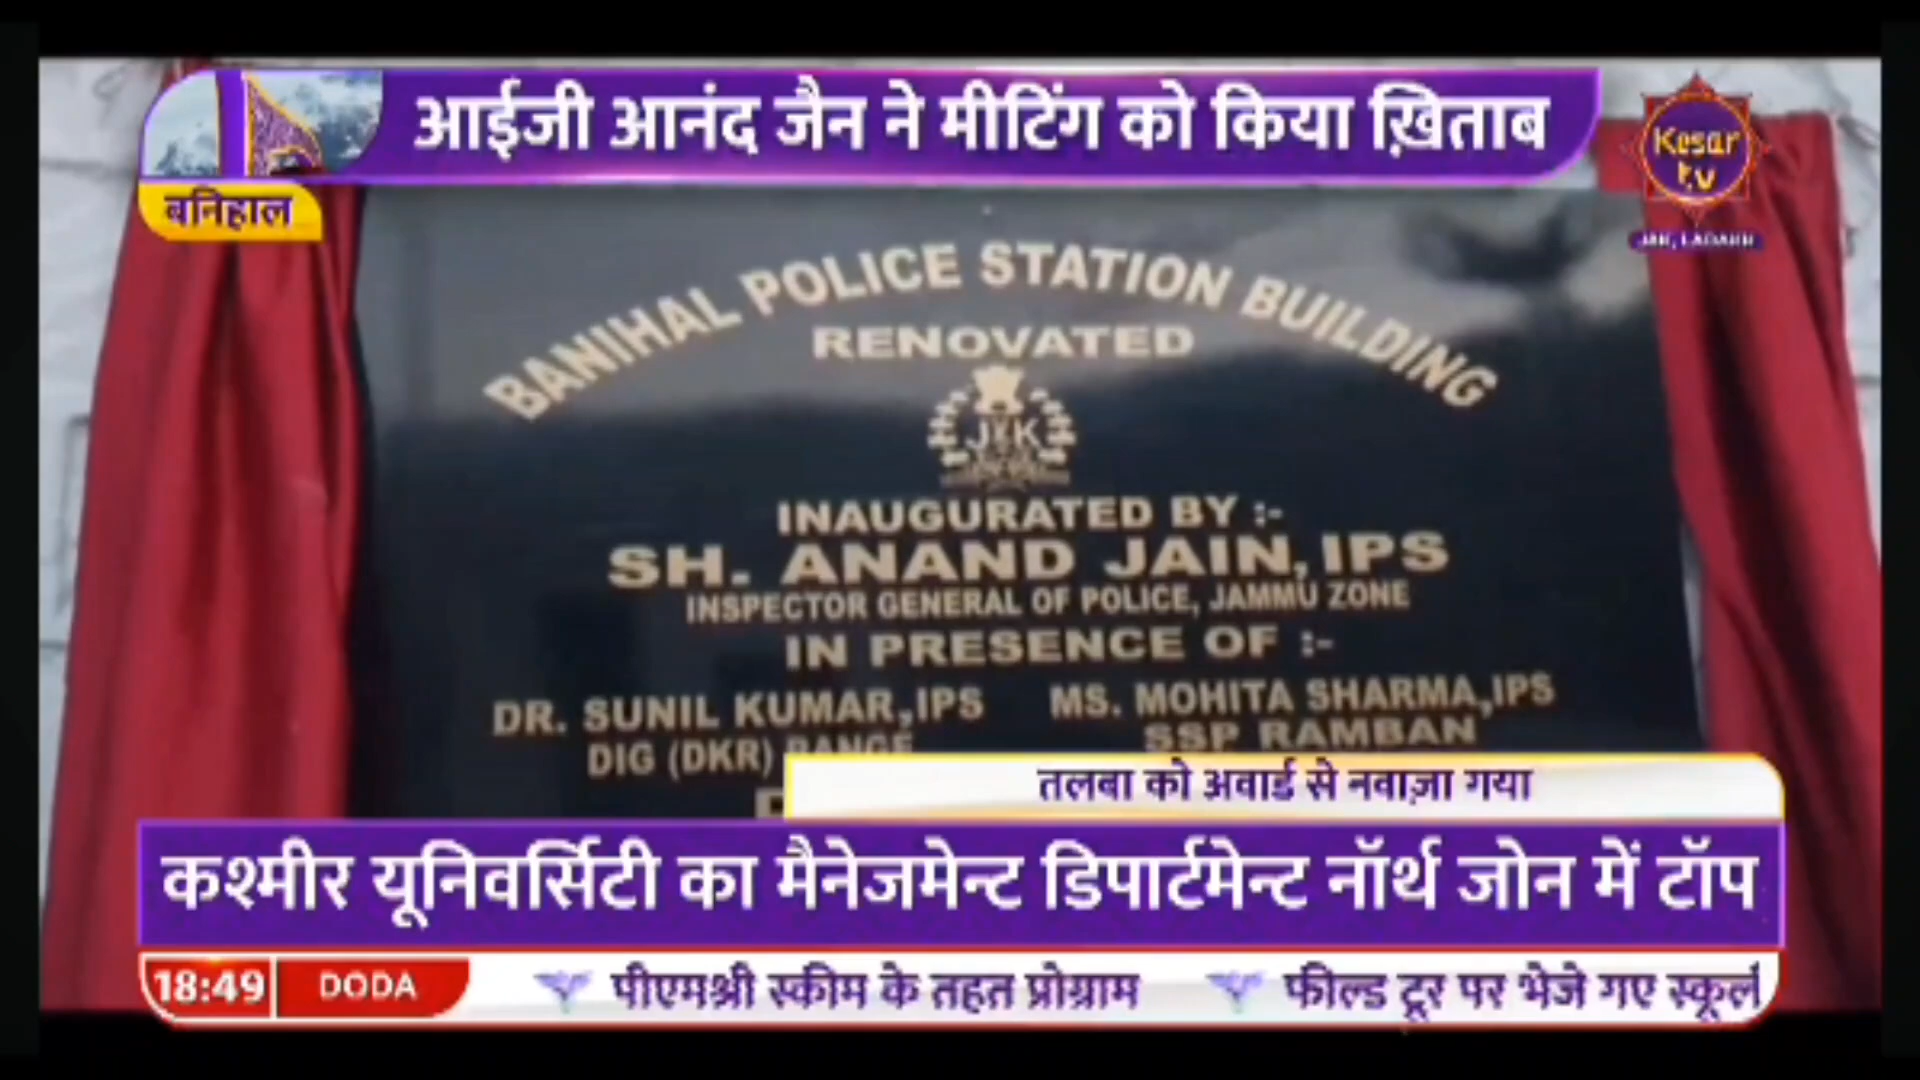 आईजी आनंद जैन ने मीटिंग को किया ख़िताब
Kesar
tv
बनिहाल
J&K, LADAKH
BANIHAL POLICE STATION BUILDING
RENOVATED
J K
INAUGURATED BY :-
SH. ANAND JAIN, IPS
INSPECTOR GENERAL OF POLICE, JAMMU ZONE
IN PRESENCE OF :-
DR. SUNIL KUMAR, IPS MS. MOHITA SHARMA, IPS
DIG (DKR) RANGE SSP RAMBAN
तलबा को अवार्ड से नवाज़ा गया
कश्मीर यूनिवर्सिटी का मैनेजमेन्ट डिपार्टमेन्ट नॉर्थ जोन में टॉप
18:49 DODA पीएमश्री स्कीम के तहत प्रोग्राम फील्ड टूर पर भेजे गए